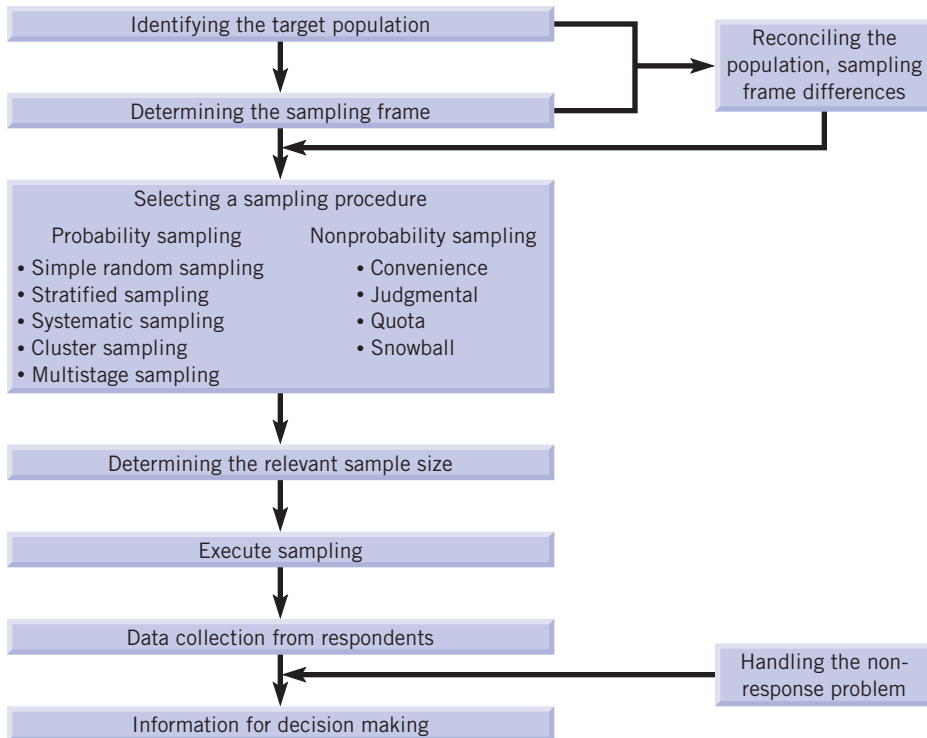 Identifying the target population
Reconciling the
population, sampling
frame differences
Determining the sampling frame
Selecting a sampling procedure
Probability sampling
• Simple random sampling
• Stratified sampling
• Systematic sampling
• Cluster sampling
• Multistage sampling
Nonprobability sampling
• Convenience
• Judgmental
• Quota
• Snowball
Determining the relevant sample size
Execute sampling
Data collection from respondents
Handling the non-
response problem
Information for decision making